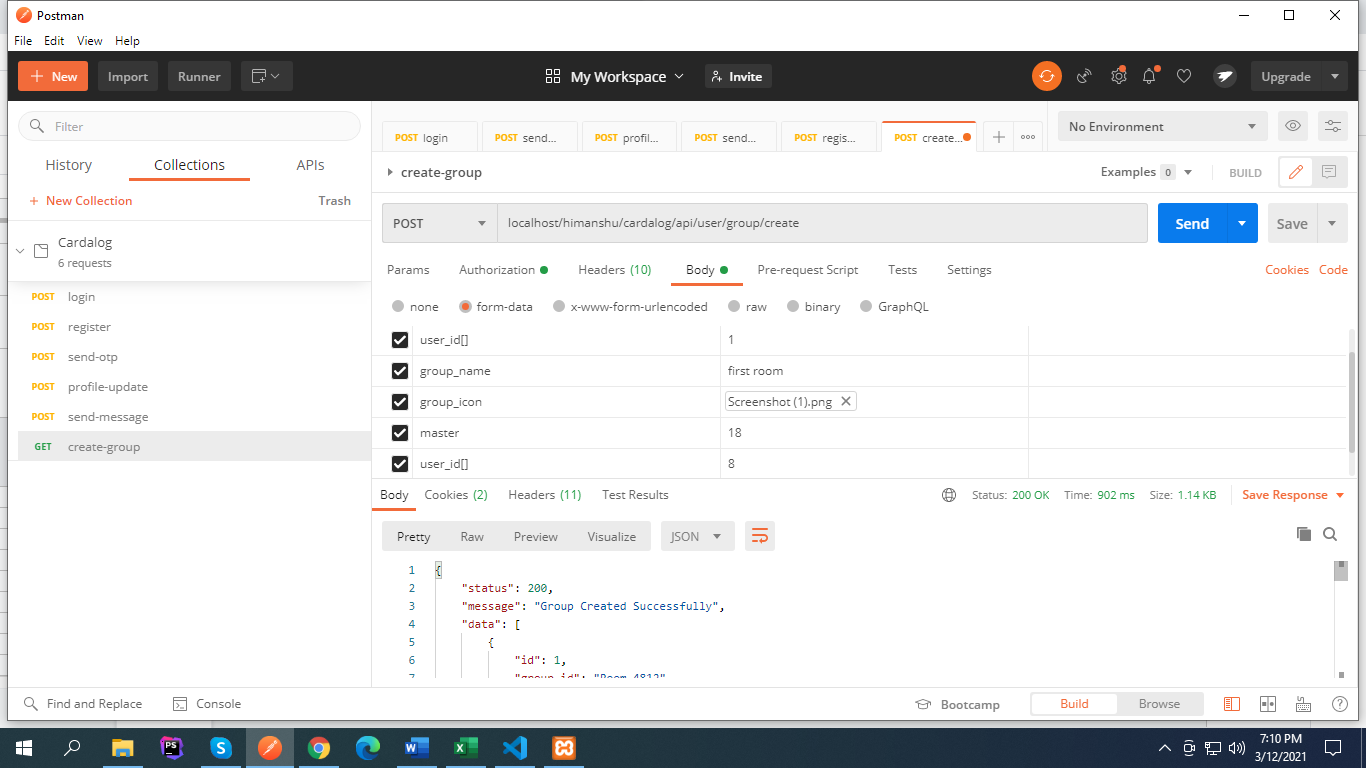 Postman
File Edit View Help
New Import Runner My Workspace Invite Upgrade
Filter
History Collections APIs
New Collection Trash
Cardalog
6 requests
POST login
POST register
POST send-otp
POST profile-update
POST send-message
GET create-group
POST login POST send... POST profil... POST send... POST regis... POST create... No Environment
create-group Examples 0 BUILD
POST localhost/himanshu/cardalog/api/user/group/create Send Save
Params Authorization Headers (10) Body Pre-request Script Tests Settings Cookies Code
none form-data x-www-form-urlencoded raw binary GraphQL
user_id[] 1
group_name first room
group_icon Screenshot (1).png
master 18
user_id[] 8
Body Cookies (2) Headers (11) Test Results Status: 200 OK Time: 902 ms Size: 1.14 KB Save Response
Pretty Raw Preview Visualize JSON
1 {
2 "status": 200,
3 "message": "Group Created Successfully",
4 "data": [
5 {
6 "id": 1,
7 "group_id": "Room_4812"
Find and Replace Console Bootcamp Build Browse
PS S W X
7:10 PM
3/12/2021